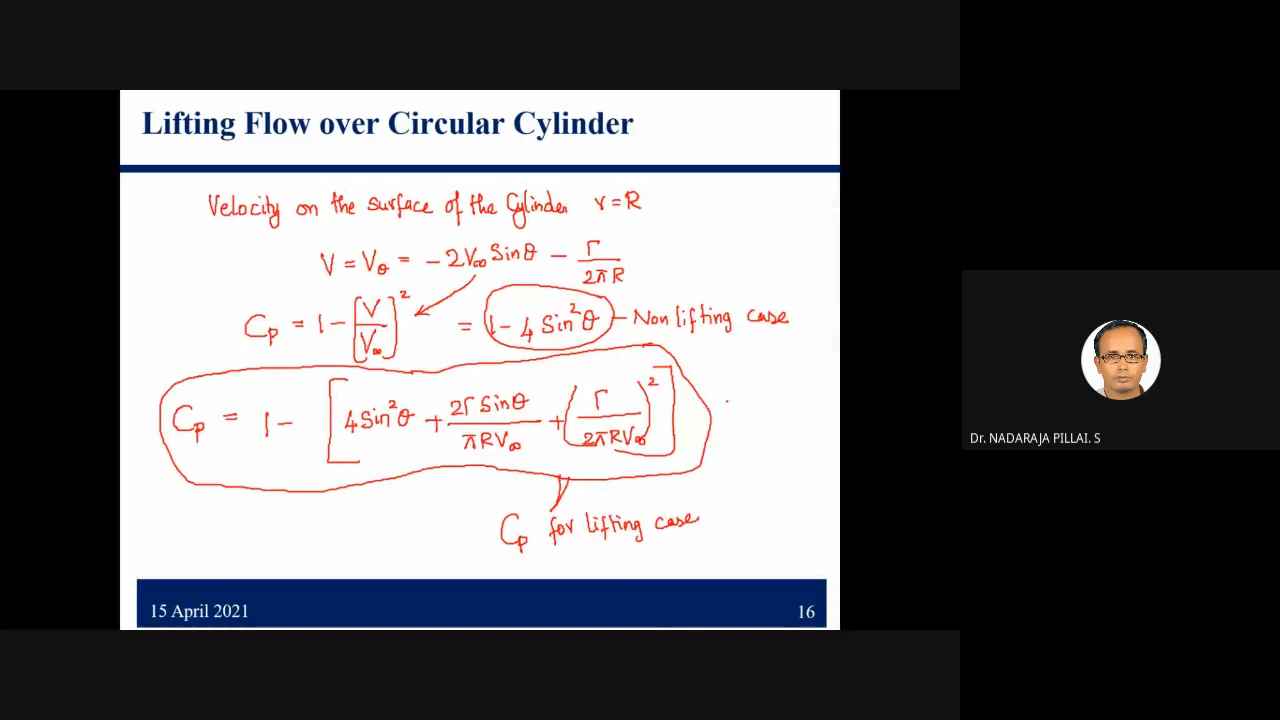 Lifting Flow over Circular Cylinder
Velocity on the surface of the Cylinder r = R
V = Vθ = - 2V∞ Sinθ - Γ/2πR
Cp = 1 - [V/V∞]² = 1 - 4 Sin²θ - Non lifting case
Cp = 1 - [4 Sin²θ + 2Γ Sinθ/πRV∞ + (Γ/2πRV∞)²]
Cp for lifting case
15 April 2021
16
Dr. NADARAJA PILLAI. S